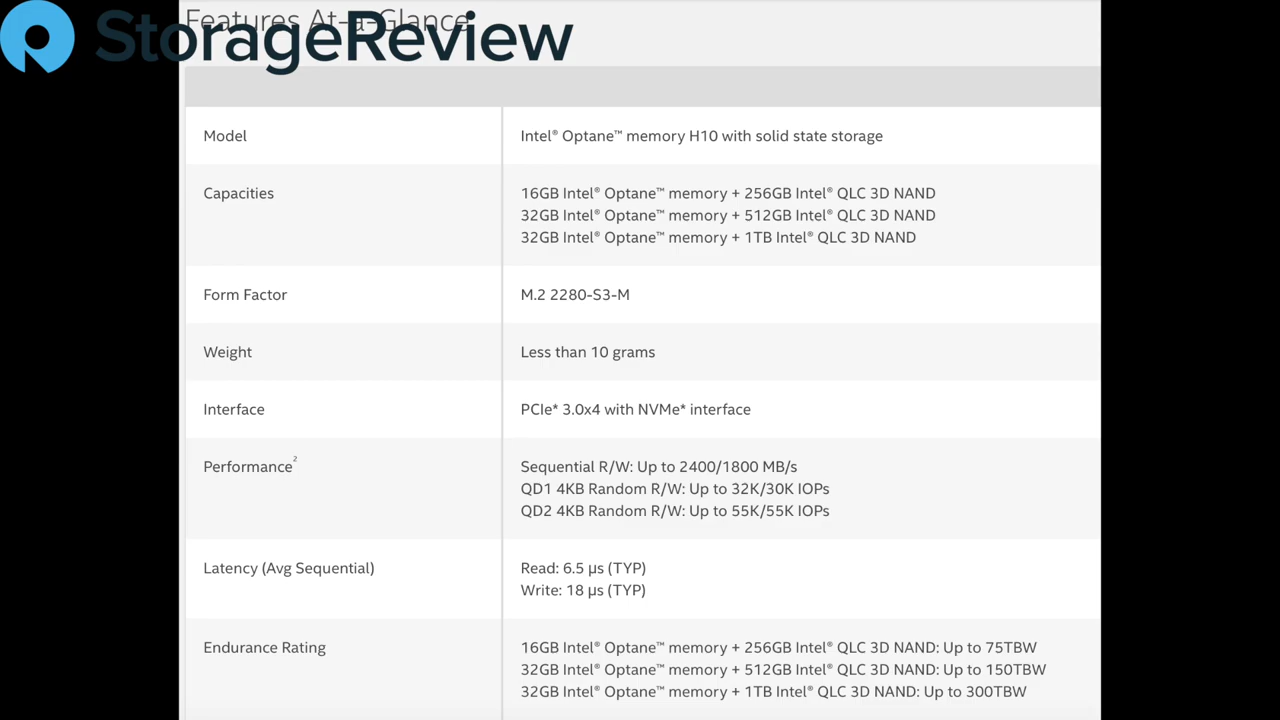 Features At-a-Glance
StorageReview
Model
Intel® Optane™ memory H10 with solid state storage
Capacities
16GB Intel® Optane™ memory + 256GB Intel® QLC 3D NAND
32GB Intel® Optane™ memory + 512GB Intel® QLC 3D NAND
32GB Intel® Optane™ memory + 1TB Intel® QLC 3D NAND
Form Factor
M.2 2280-S3-M
Weight
Less than 10 grams
Interface
PCIe* 3.0x4 with NVMe* interface
Performance²
Sequential R/W: Up to 2400/1800 MB/s
QD1 4KB Random R/W: Up to 32K/30K IOPs
QD2 4KB Random R/W: Up to 55K/55K IOPs
Latency (Avg Sequential)
Read: 6.5 µs (TYP)
Write: 18 µs (TYP)
Endurance Rating
16GB Intel® Optane™ memory + 256GB Intel® QLC 3D NAND: Up to 75TBW
32GB Intel® Optane™ memory + 512GB Intel® QLC 3D NAND: Up to 150TBW
32GB Intel® Optane™ memory + 1TB Intel® QLC 3D NAND: Up to 300TBW